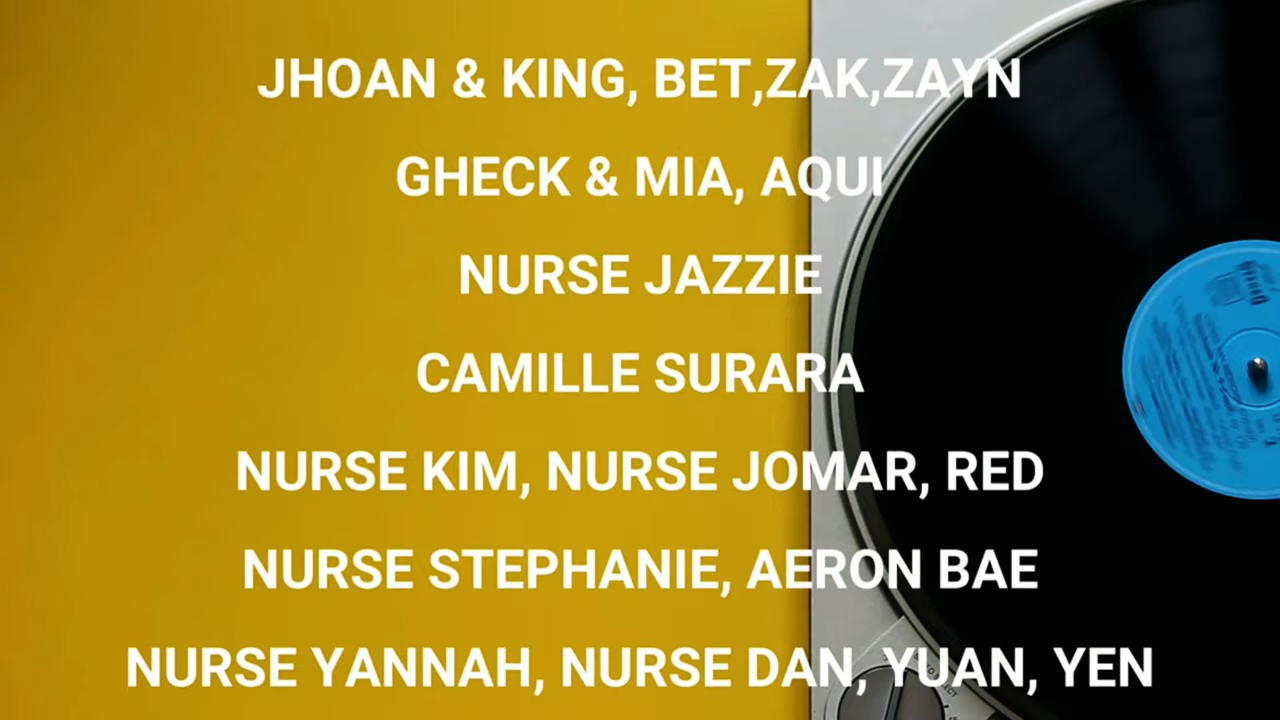 JHOAN & KING, BET,ZAK,ZAYN
GHECK & MIA, AQUI
NURSE JAZZIE
CAMILLE SURARA
NURSE KIM, NURSE JOMAR, RED
NURSE STEPHANIE, AERON BAE
NURSE YANNAH, NURSE DAN, YUAN, YEN